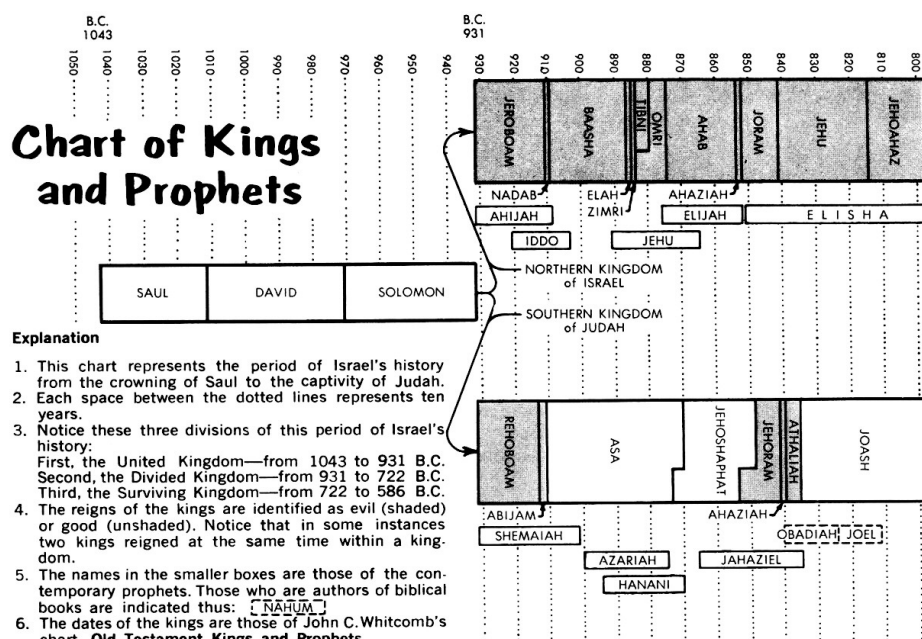 B.C.
1043
B.C.
931
1050
1040
1030
1020
1010
1000
990
980
970
960
950
940
930
920
910
900
890
880
870
860
850
840
830
820
810
800
Chart of Kings
and Prophets
JEROBOAM
BAASHA
TIBNI
OMRI
AHAB
JORAM
JEHU
JEHOAHAZ
NADAB
ELAH
ZIMRI
AHAZIAH
AHIJAH
ELIJAH
ELISHA
IDDO
JEHU
NORTHERN KINGDOM
of ISRAEL
SAUL
DAVID
SOLOMON
SOUTHERN KINGDOM
of JUDAH
Explanation
1. This chart represents the period of Israel's history
from the crowning of Saul to the captivity of Judah.
2. Each space between the dotted lines represents ten
years.
3. Notice these three divisions of this period of Israel's
history:
First, the United Kingdom—from 1043 to 931 B.C.
Second, the Divided Kingdom—from 931 to 722 B.C.
Third, the Surviving Kingdom—from 722 to 586 B.C.
4. The reigns of the kings are identified as evil (shaded)
or good (unshaded). Notice that in some instances
two kings reigned at the same time within a king-
dom.
5. The names in the smaller boxes are those of the con-
temporary prophets. Those who are authors of biblical
books are indicated thus: NAHUM
6. The dates of the kings are those of John C. Whitcomb's
chart, Old Testament Kings and Prophets.
REHOBOAM
ASA
JEHOSHAPHAT
JEHORAM
ATHALIAH
JOASH
ABIJAM
AHAZIAH
SHEMAIAH
OBADIAH
JOEL
AZARIAH
JAHAZIEL
HANANI